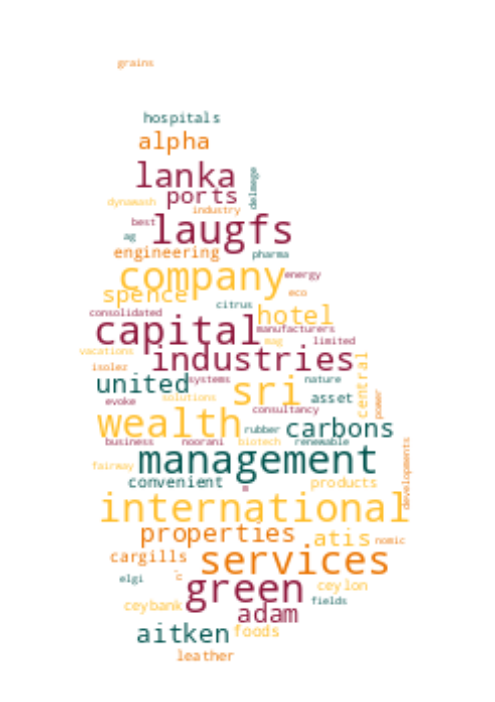 grains
hospitals
alpha
lanka
delmege
ports
dynawash
industry
best
laugfs
ag
engineering
pharma
company
energy
spence
eco
citrus
hotel
consolidated
capital
manufacturers
mag
limited
vacations
industries
isolez
united
systems
sri
nature
central
evoke
solutions
asset
power
consultancy
wealth
rubber
carbons
business
noorani
biotech
renewable
management
fairway
developments
convenient
products
international
properties
atis
nomic
cargills
services
elgi
c
green
ceylon
ceybank
fields
adam
aitken
foods
leather